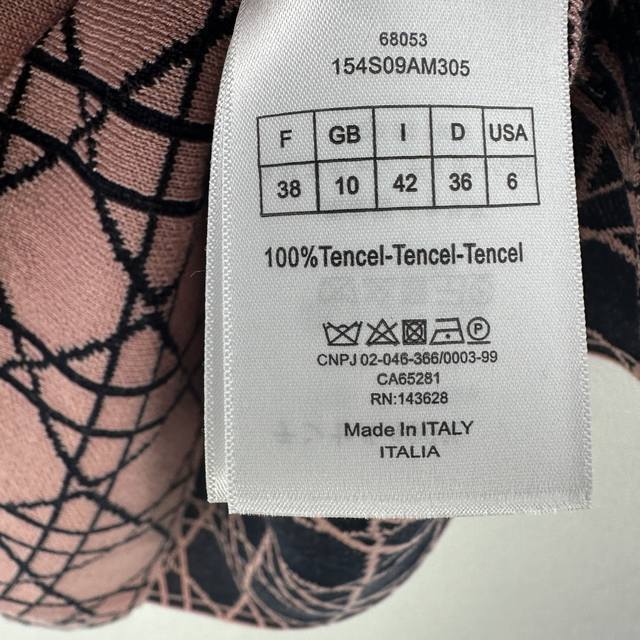 68053
154S09AM305
F GB I D USA
38 10 42 36 6
100%Tencel-Tencel-Tencel
P
CNPJ 02-046-366/0003-99
CA65281
RN:143628
Made In ITALY
ITALIA